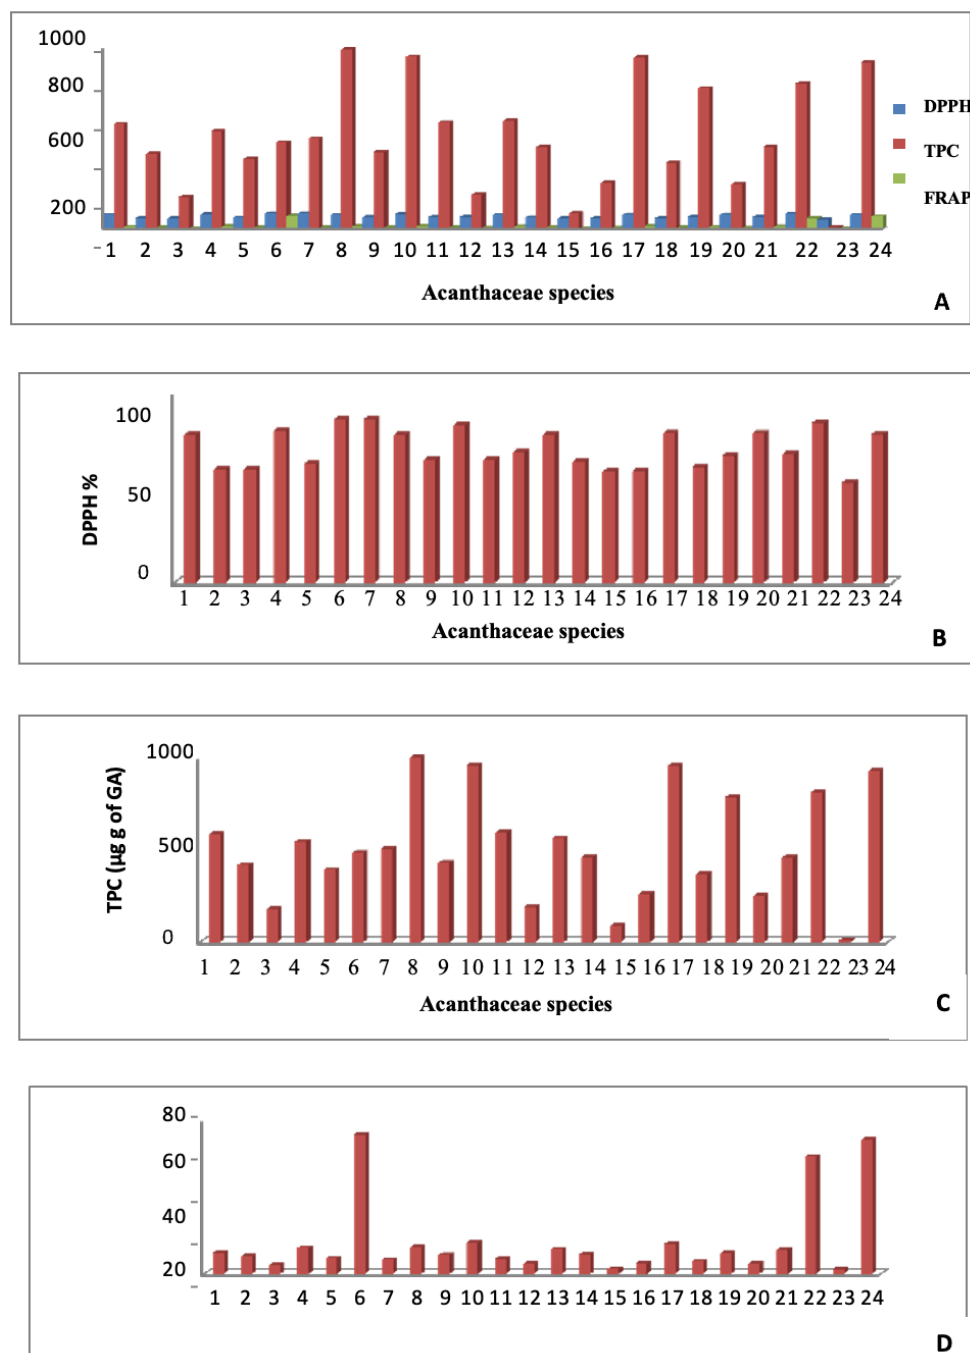 1000
800
600
200
DPPH
TPC
FRAP
1 2 3 4 5 6 7 8 9 10 11 12 13 14 15 16 17 18 19 20 21 22 23 24
Acanthaceae species
A
100
50
0
DPPH %
1 2 3 4 5 6 7 8 9 10 11 12 13 14 15 16 17 18 19 20 21 22 23 24
Acanthaceae species
B
1000
500
0
TPC (µg g of GA)
1 2 3 4 5 6 7 8 9 10 11 12 13 14 15 16 17 18 19 20 21 22 23 24
Acanthaceae species
C
80
60
40
20
1 2 3 4 5 6 7 8 9 10 11 12 13 14 15 16 17 18 19 20 21 22 23 24
D